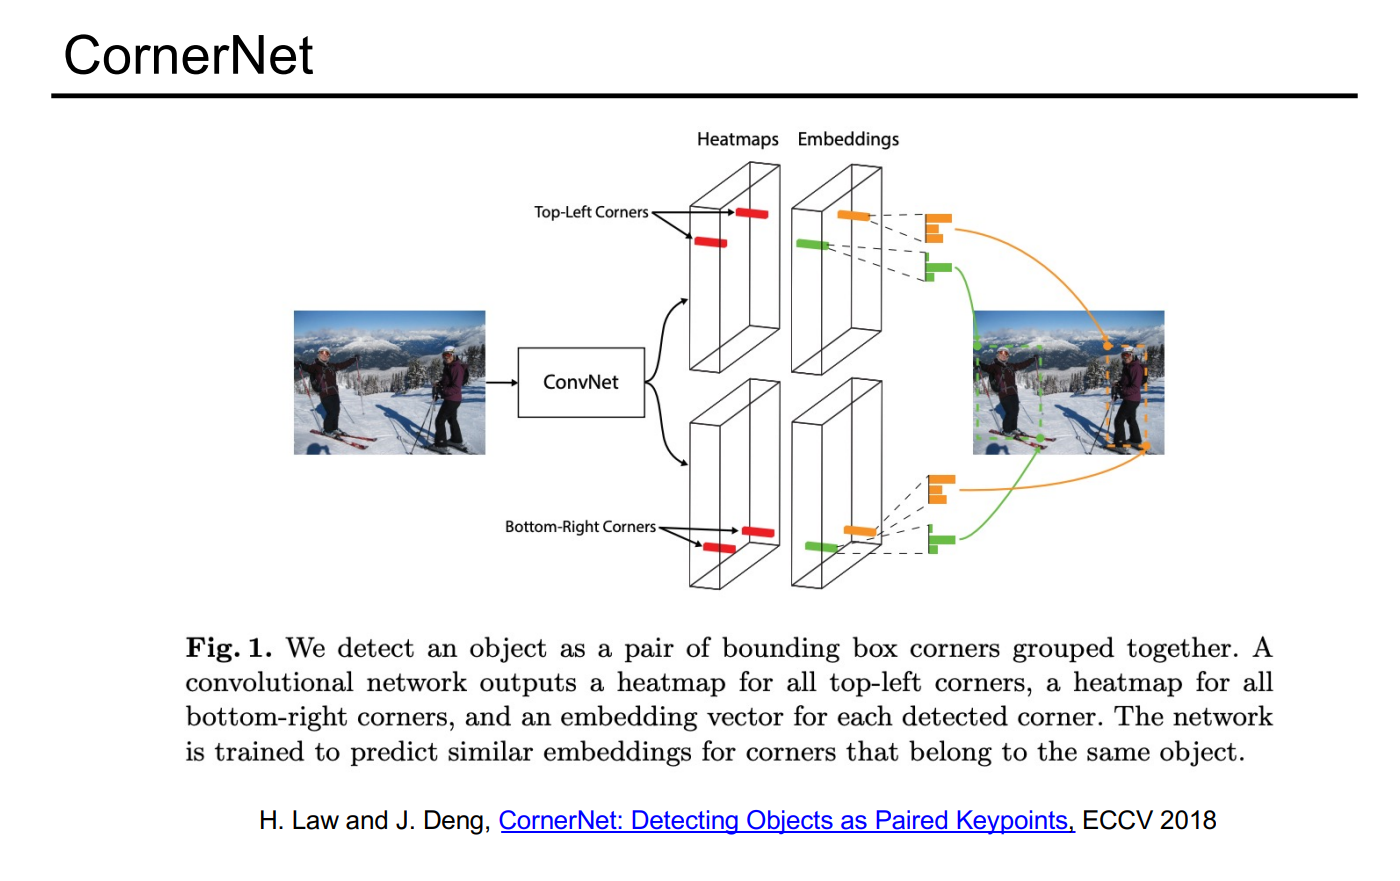 CornerNet
Heatmaps
Embeddings
Top-Left Corners
ConvNet
Bottom-Right Corners
Fig. 1. We detect an object as a pair of bounding box corners grouped together. A
convolutional network outputs a heatmap for all top-left corners, a heatmap for all
bottom-right corners, and an embedding vector for each detected corner. The network
is trained to predict similar embeddings for corners that belong to the same object.
H. Law and J. Deng, CornerNet: Detecting Objects as Paired Keypoints, ECCV 2018